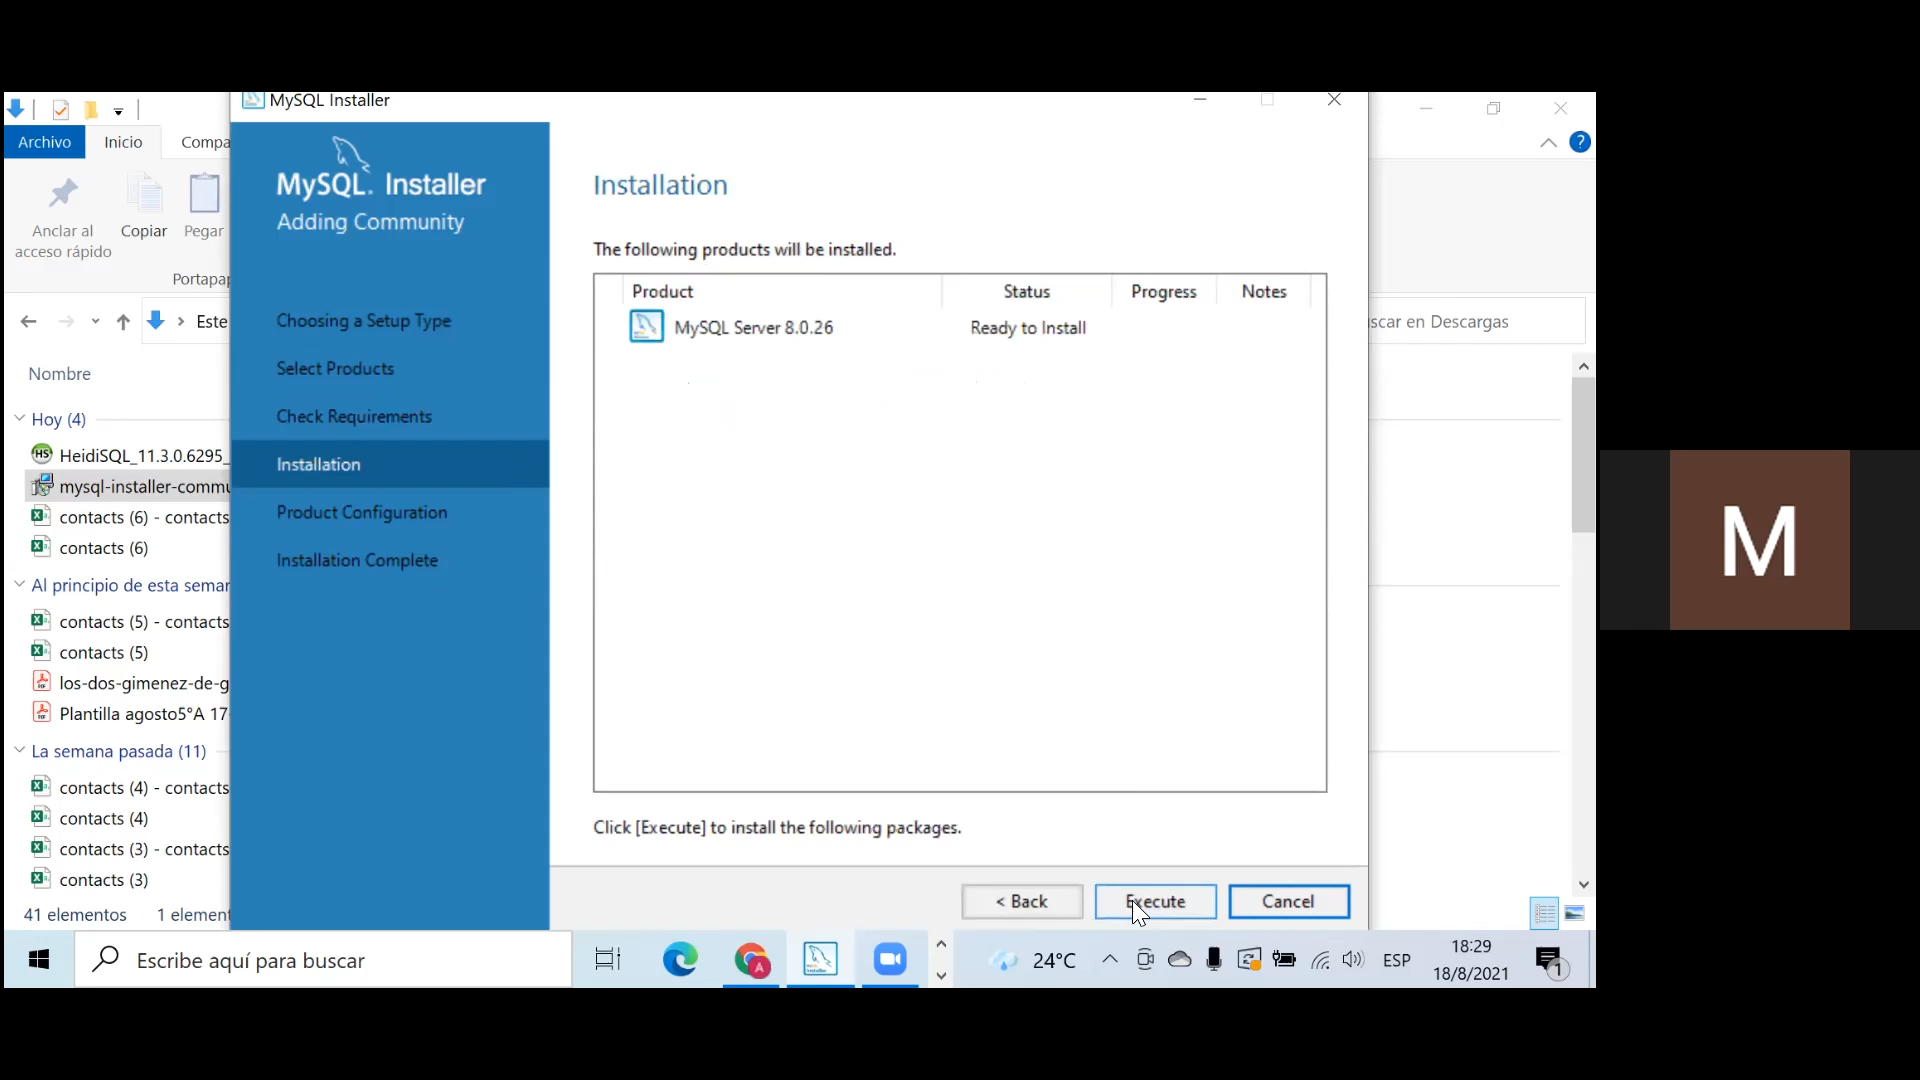 MySQL Installer
Archivo
Inicio
Compa
?
Anclar al
acceso rápido
Copiar
Pegar
Portapap
Este
scar en Descargas
Nombre
Hoy (4)
HeidiSQL_11.3.0.6295_
mysql-installer-commu
contacts (6) - contacts
contacts (6)
Al principio de esta semar
contacts (5) - contacts
contacts (5)
los-dos-gimenez-de-g
Plantilla agosto5°A 17
La semana pasada (11)
contacts (4) - contacts
contacts (4)
contacts (3) - contacts
contacts (3)
41 elementos
1 element
MySQL. Installer
Adding Community
Choosing a Setup Type
Select Products
Check Requirements
Installation
Product Configuration
Installation Complete
Installation
The following products will be installed.
Product Status Progress Notes
MySQL Server 8.0.26 Ready to Install
Click [Execute] to install the following packages.
< Back
Execute
Cancel
Escribe aquí para buscar
A
24°C
ESP
18:29
18/8/2021
1
M